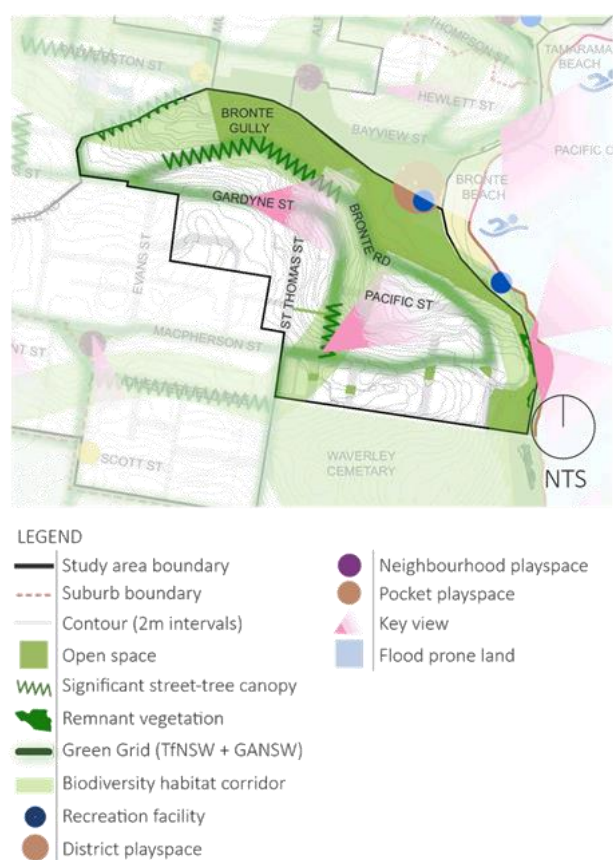 THOMPSON ST
TAMARAMA
BEACH
HEWLETT ST
BRONTE
GULLY
BAYVIEW ST
PACIFIC
BRONTE
BEACH
GARDYNE ST
BRONTE RD
EVANS ST
ST THOMAS ST
PACIFIC ST
MACPHERSON ST
WAVERLEY
CEMETARY
SCOTT ST
NTS
LEGEND
Study area boundary
Suburb boundary
Contour (2m intervals)
Open space
Significant street-tree canopy
Remnant vegetation
Green Grid (TfNSW + GANSW)
Biodiversity habitat corridor
Recreation facility
District playspace
Neighbourhood playspace
Pocket playspace
Key view
Flood prone land